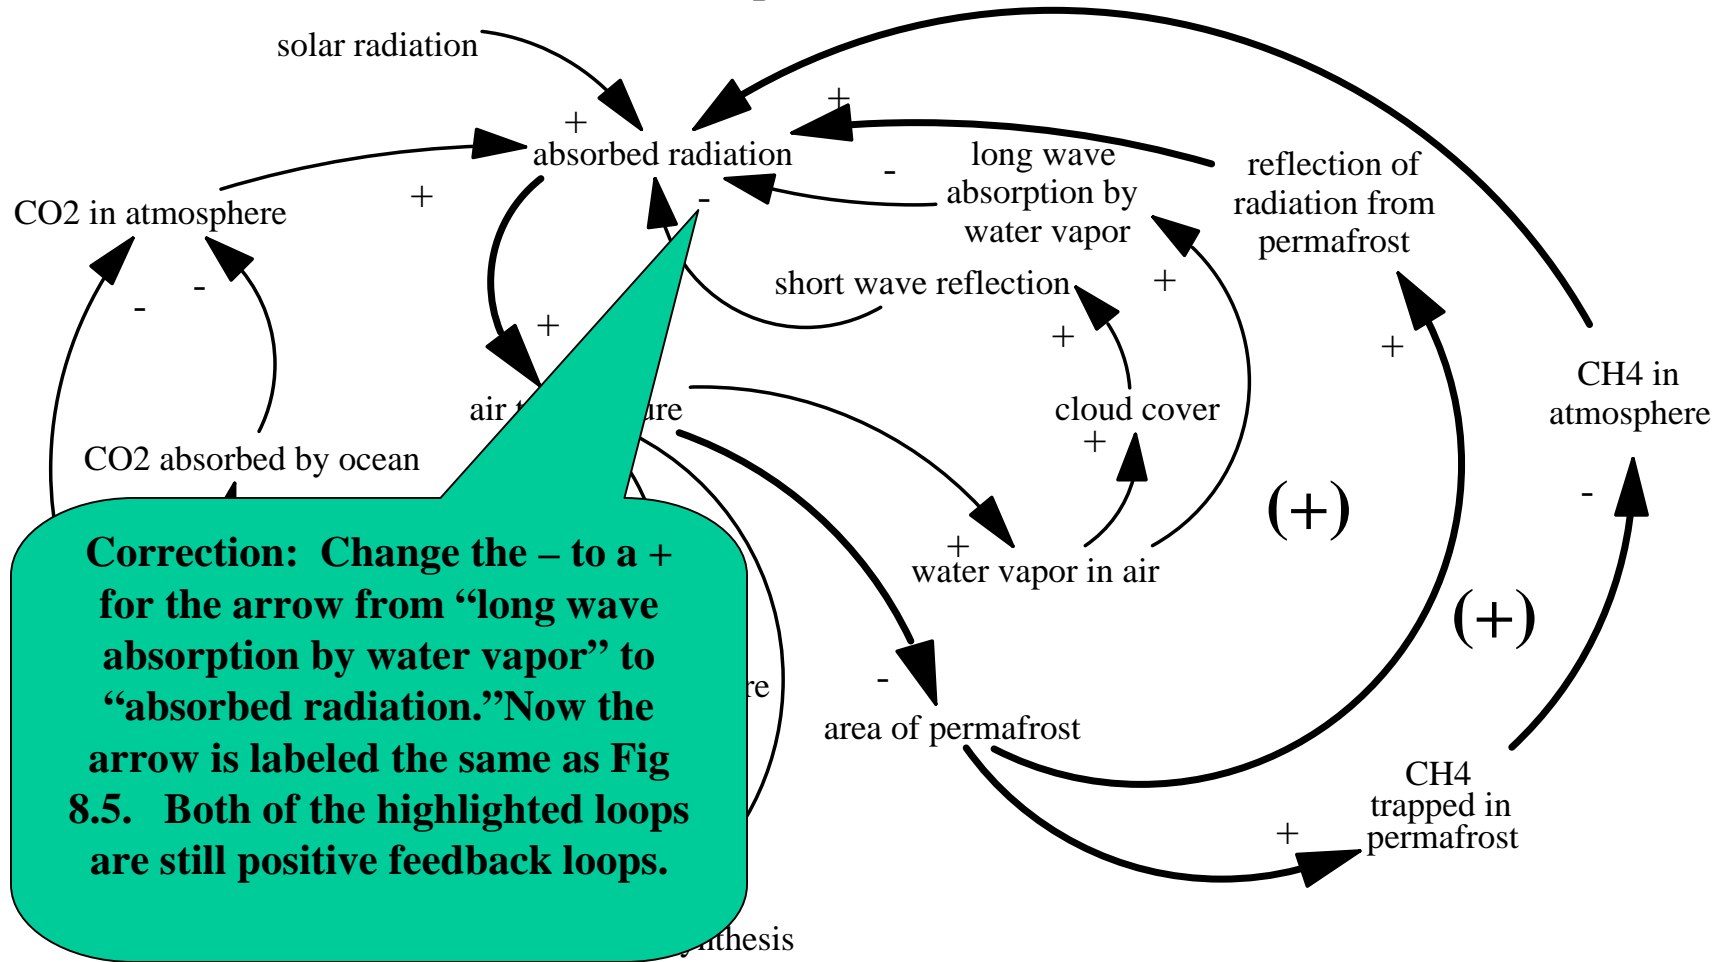 solar radiation
+
+
absorbed radiation
long wave
absorption by
water vapor
-
reflection of
radiation from
permafrost
CO2 in atmosphere
+
-
short wave reflection
+
-
-
+
+
+
CH4 in
atmosphere
air
ure
cloud cover
+
CO2 absorbed by ocean
(+)
-
+
water vapor in air
(+)
Correction: Change the – to a +
for the arrow from “long wave
absorption by water vapor” to
“absorbed radiation.”Now the
arrow is labeled the same as Fig
8.5. Both of the highlighted loops
are still positive feedback loops.
re
-
area of permafrost
CH4
trapped in
permafrost
+
nthesis